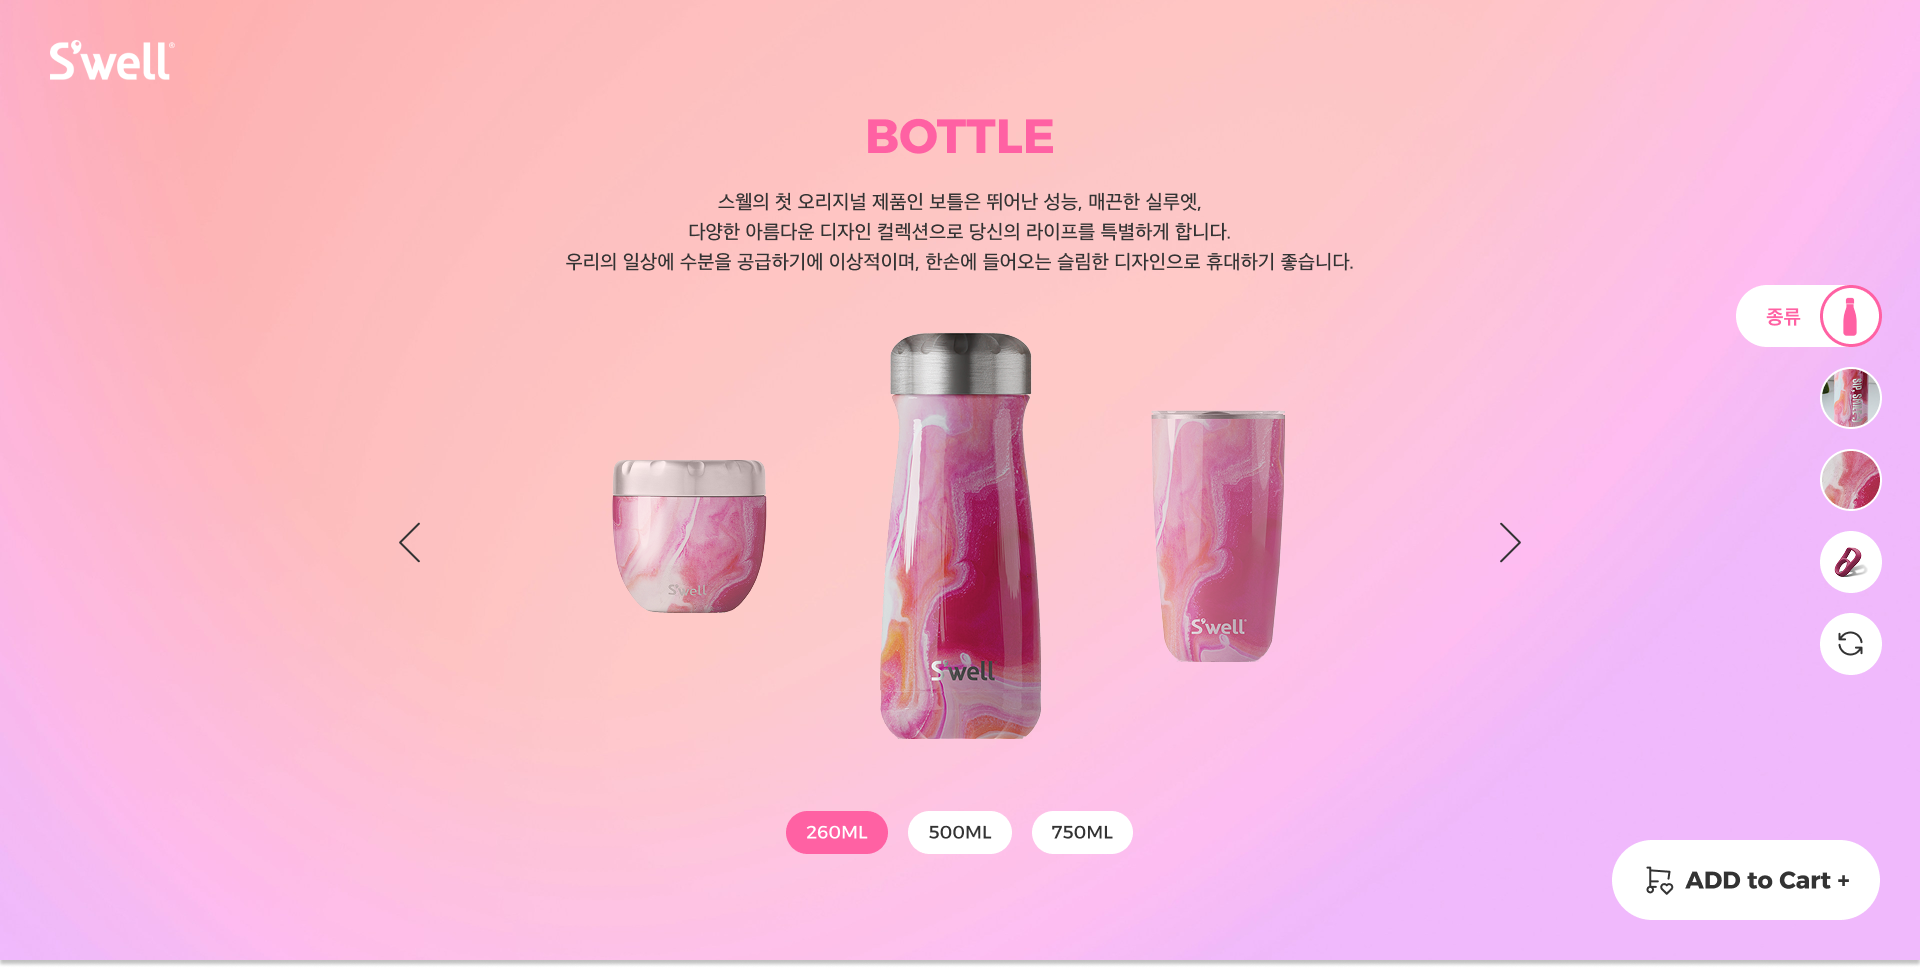 S'well®
BOTTLE
스웰의 첫 오리지널 제품인 보틀은 뛰어난 성능, 매끈한 실루엣,
다양한 아름다운 디자인 컬렉션으로 당신의 라이프를 특별하게 합니다.
우리의 일상에 수분을 공급하기에 이상적이며, 한손에 들어오는 슬림한 디자인으로 휴대하기 좋습니다.
종류
SIP,
S'well
S'well
S'well
260ML
500ML
750ML
ADD to Cart +